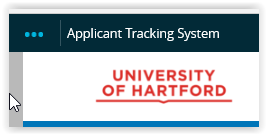 Applicant Tracking System
UNIVERSITY
OF HARTFORD